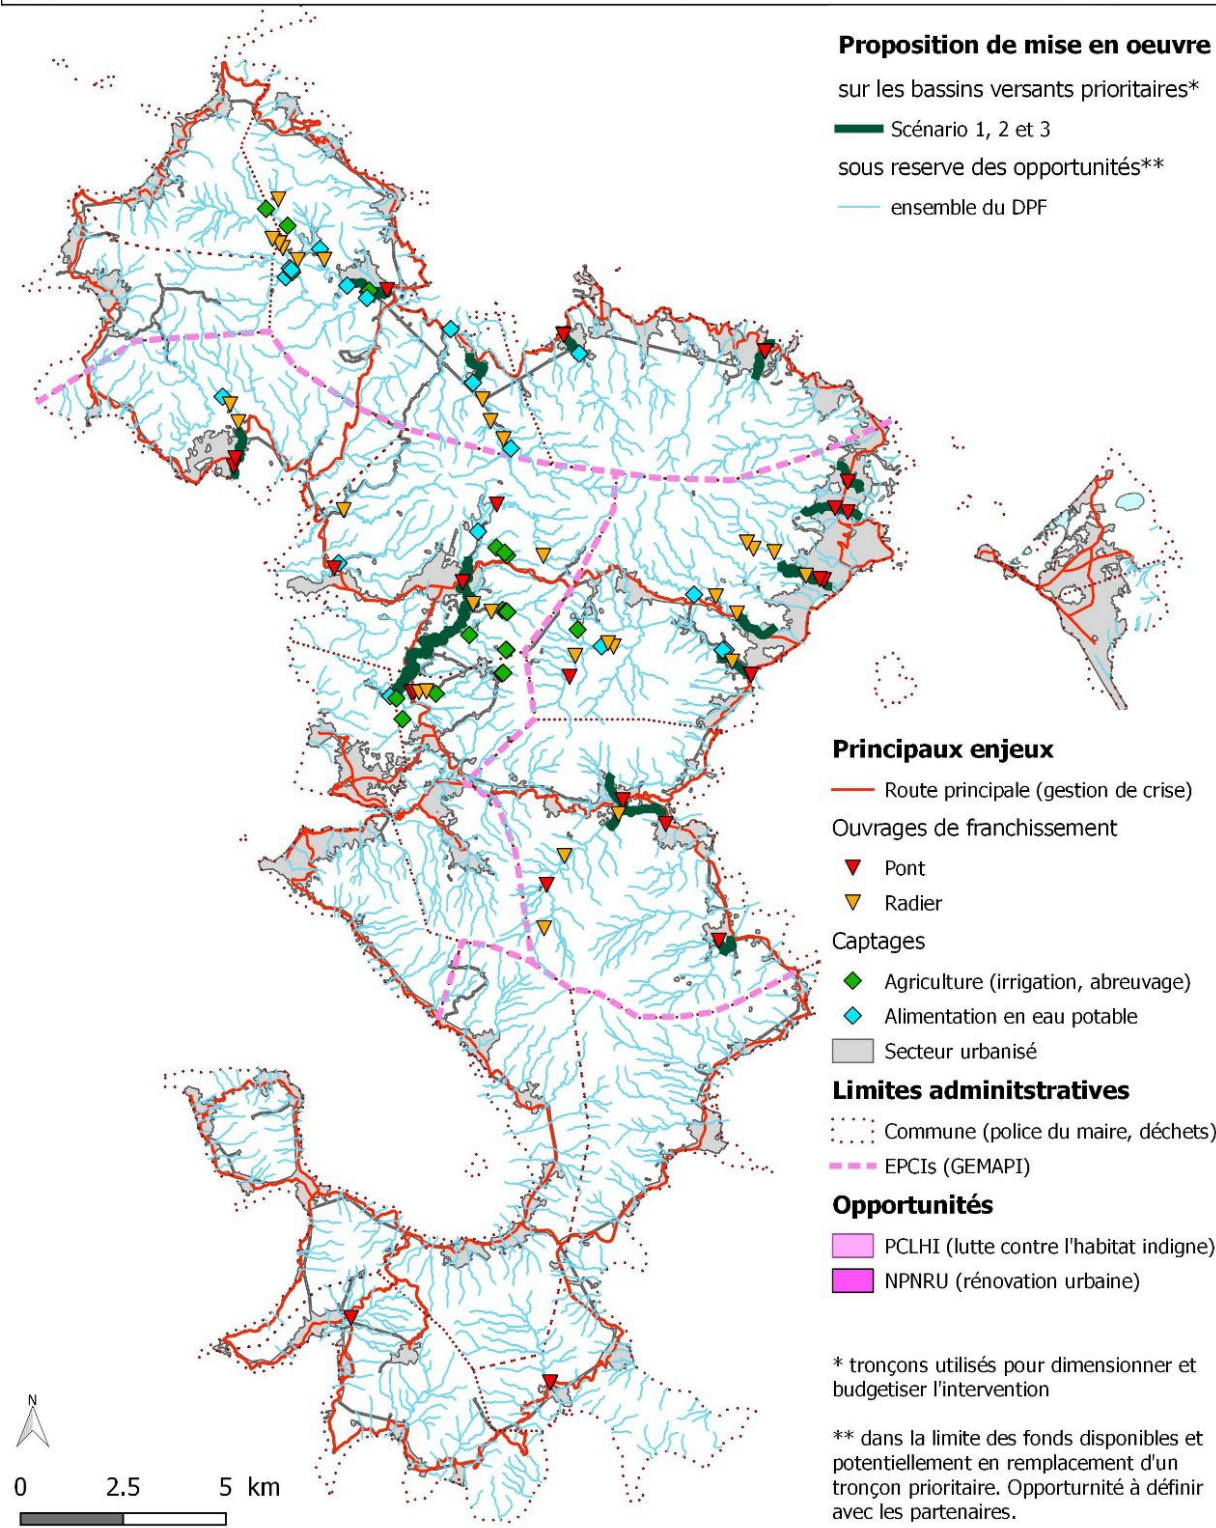 Proposition de mise en oeuvre
sur les bassins versants prioritaires*
Scénario 1, 2 et 3
sous reserve des opportunités**
ensemble du DPF
Principaux enjeux
Route principale (gestion de crise)
Ouvrages de franchissement
Pont
Radier
Captages
Agriculture (irrigation, abreuvage)
Alimentation en eau potable
Secteur urbanisé
Limites adminitstratives
Commune (police du maire, déchets)
EPCIs (GEMAPI)
Opportunités
PCLHI (lutte contre l'habitat indigne)
NPNRU (rénovation urbaine)
* tronçons utilisés pour dimensionner et
budgetiser l'intervention
** dans la limite des fonds disponibles et
potentiellement en remplacement d'un
tronçon prioritaire. Opporturnité à définir
avec les partenaires.
N
0 2.5 5 km